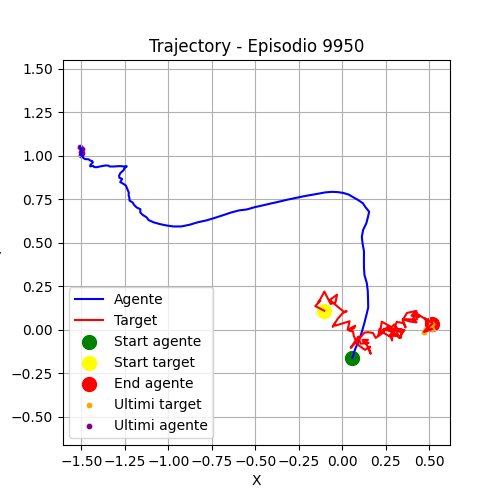 Trajectory - Episodio 9950
1.50
1.25
1.00
0.75
0.50
0.25
0.00
−0.25
−0.50
Agente
Target
Start agente
Start target
End agente
Ultimi target
Ultimi agente
−1.50 −1.25 −1.00 −0.75 −0.50 −0.25 0.00 0.25 0.50
X